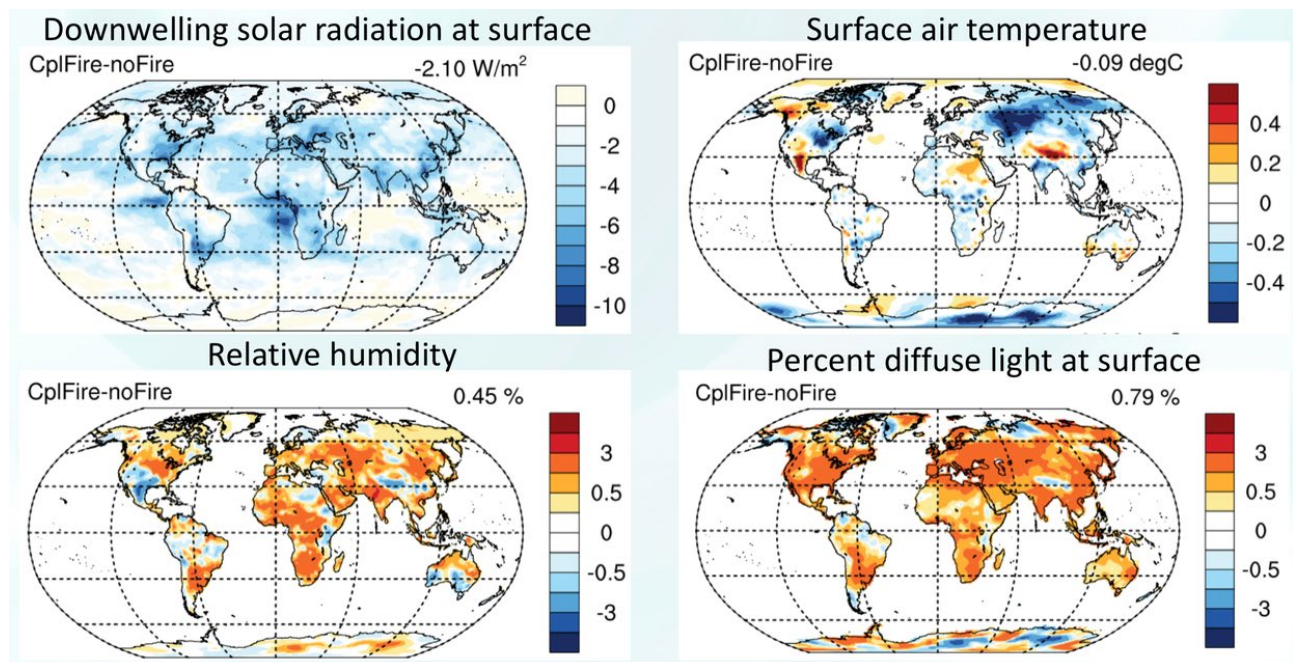 Downwelling solar radiation at surface
CplFire-noFire
-2.10 W/m²
0
-2
-4
-6
-8
-10
Surface air temperature
CplFire-noFire
-0.09 degC
0.4
0.2
0
-0.2
-0.4
Relative humidity
CplFire-noFire
0.45 %
3
0.5
0
-0.5
-3
Percent diffuse light at surface
CplFire-noFire
0.79 %
3
0.5
0
-0.5
-3